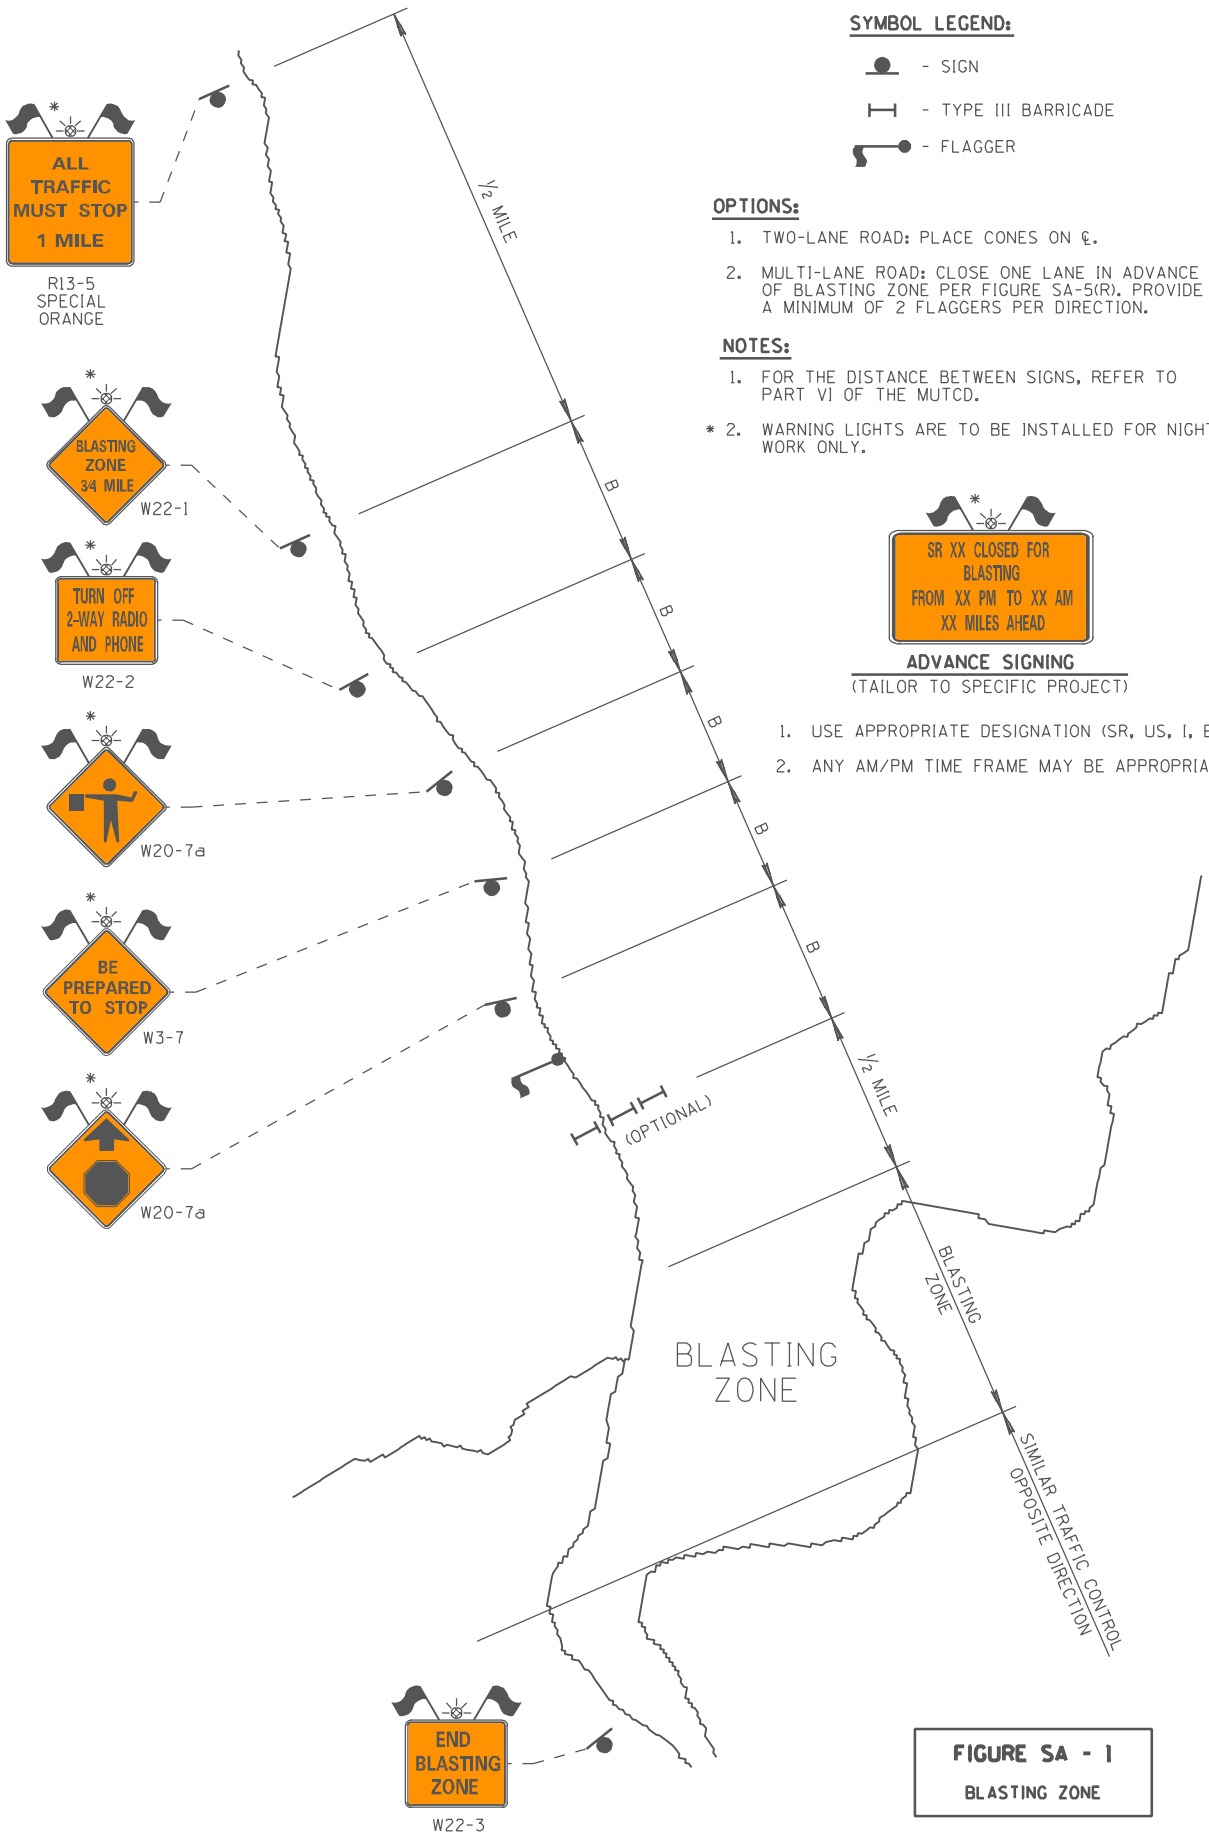 SYMBOL LEGEND:
- SIGN
- TYPE III BARRICADE
- FLAGGER
OPTIONS:
1. TWO-LANE ROAD: PLACE CONES ON ℄.
2. MULTI-LANE ROAD: CLOSE ONE LANE IN ADVANCE
OF BLASTING ZONE PER FIGURE SA-5(R). PROVIDE
A MINIMUM OF 2 FLAGGERS PER DIRECTION.
NOTES:
1. FOR THE DISTANCE BETWEEN SIGNS, REFER TO
PART VI OF THE MUTCD.
* 2. WARNING LIGHTS ARE TO BE INSTALLED FOR NIGHT
WORK ONLY.
*
SR XX CLOSED FOR
BLASTING
FROM XX PM TO XX AM
XX MILES AHEAD
ADVANCE SIGNING
(TAILOR TO SPECIFIC PROJECT)
1. USE APPROPRIATE DESIGNATION (SR, US, I, E
2. ANY AM/PM TIME FRAME MAY BE APPROPRIA
*
ALL
TRAFFIC
MUST STOP
1 MILE
R13-5
SPECIAL
ORANGE
*
BLASTING
ZONE
3/4 MILE
W22-1
*
TURN OFF
2-WAY RADIO
AND PHONE
W22-2
*
W20-7a
*
BE
PREPARED
TO STOP
W3-7
*
W20-7a
½ MILE
B
B
B
B
B
½ MILE
(OPTIONAL)
BLASTING
ZONE
BLASTING
ZONE
SIMILAR TRAFFIC CONTROL
OPPOSITE DIRECTION
END
BLASTING
ZONE
W22-3
FIGURE SA - 1
BLASTING ZONE